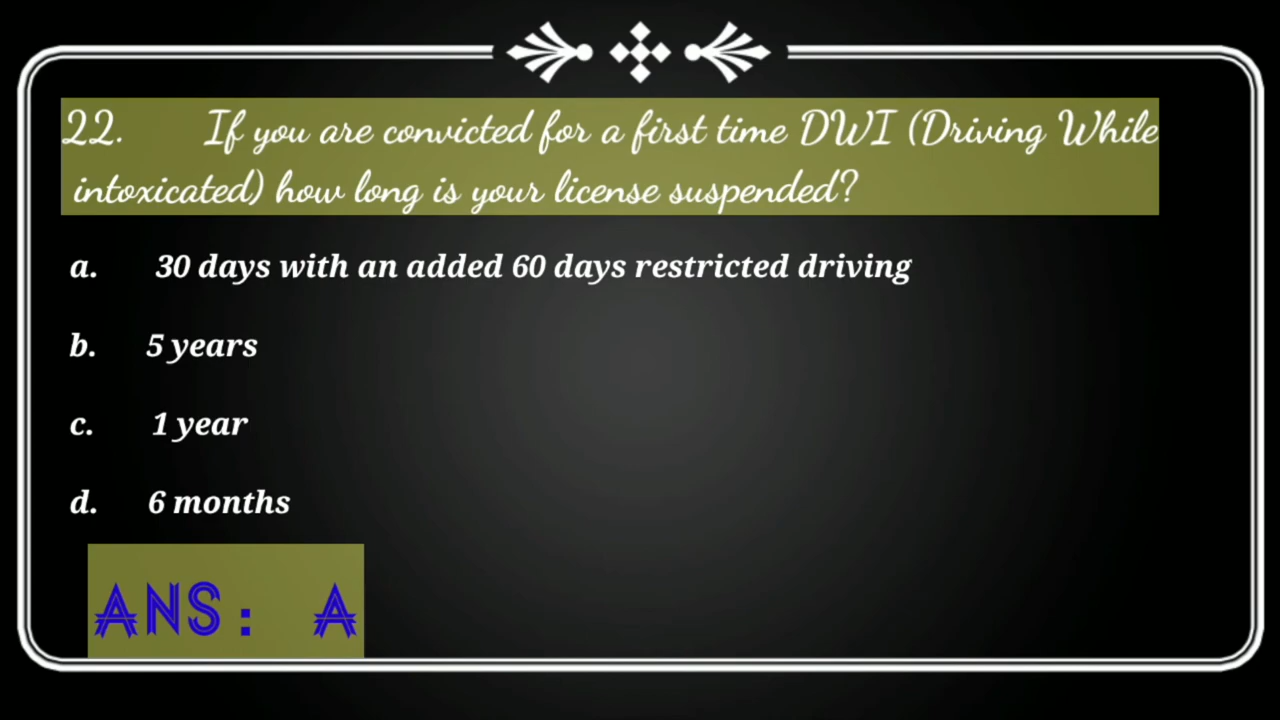 22. If you are convicted for a first time DWI (Driving While
intoxicated) how long is your license suspended?
a. 30 days with an added 60 days restricted driving
b. 5 years
c. 1 year
d. 6 months
ANS: A